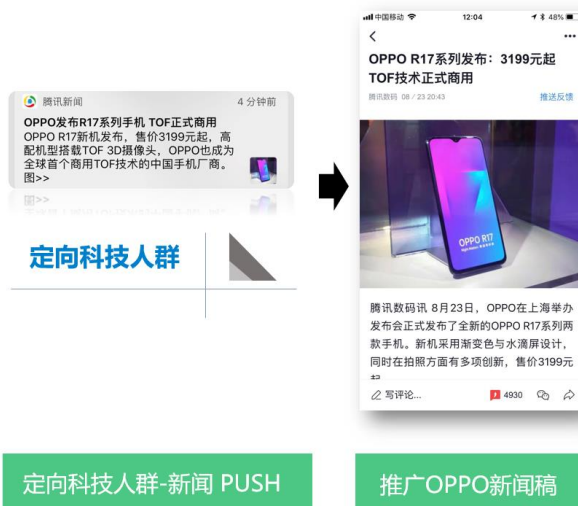 腾讯新闻
4 分钟前
OPPO发布R17系列手机 TOF正式商用
OPPO R17新机发布，售价3199元起，高
配机型搭载TOF 3D摄像头，OPPO也成为
全球首个商用TOF技术的中国手机厂商。
图>>
定向科技人群
定向科技人群-新闻 PUSH
中国移动
12:04
48%
OPPO R17系列发布：3199元起
TOF技术正式商用
腾讯数码 08／23 20:43
推送反馈
OPPO R17
腾讯数码讯 8月23日，OPPO在上海举办
发布会正式发布了全新的OPPO R17系列两
款手机。新机采用渐变色与水滴屏设计，
同时在拍照方面有多项创新，售价3199元
写评论...
4930
推广OPPO新闻稿